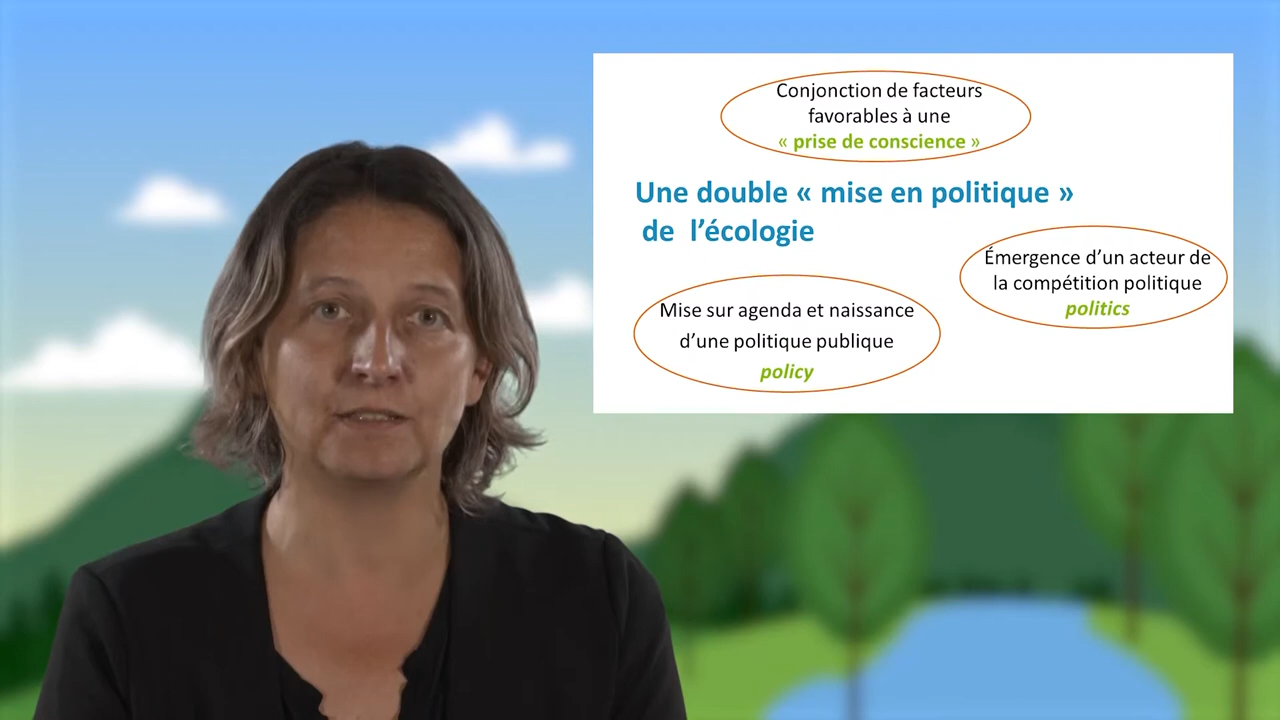 Conjonction de facteurs
favorables à une
« prise de conscience »
Une double « mise en politique »
de l’écologie
Émergence d’un acteur de
la compétition politique
politics
Mise sur agenda et naissance
d’une politique publique
policy